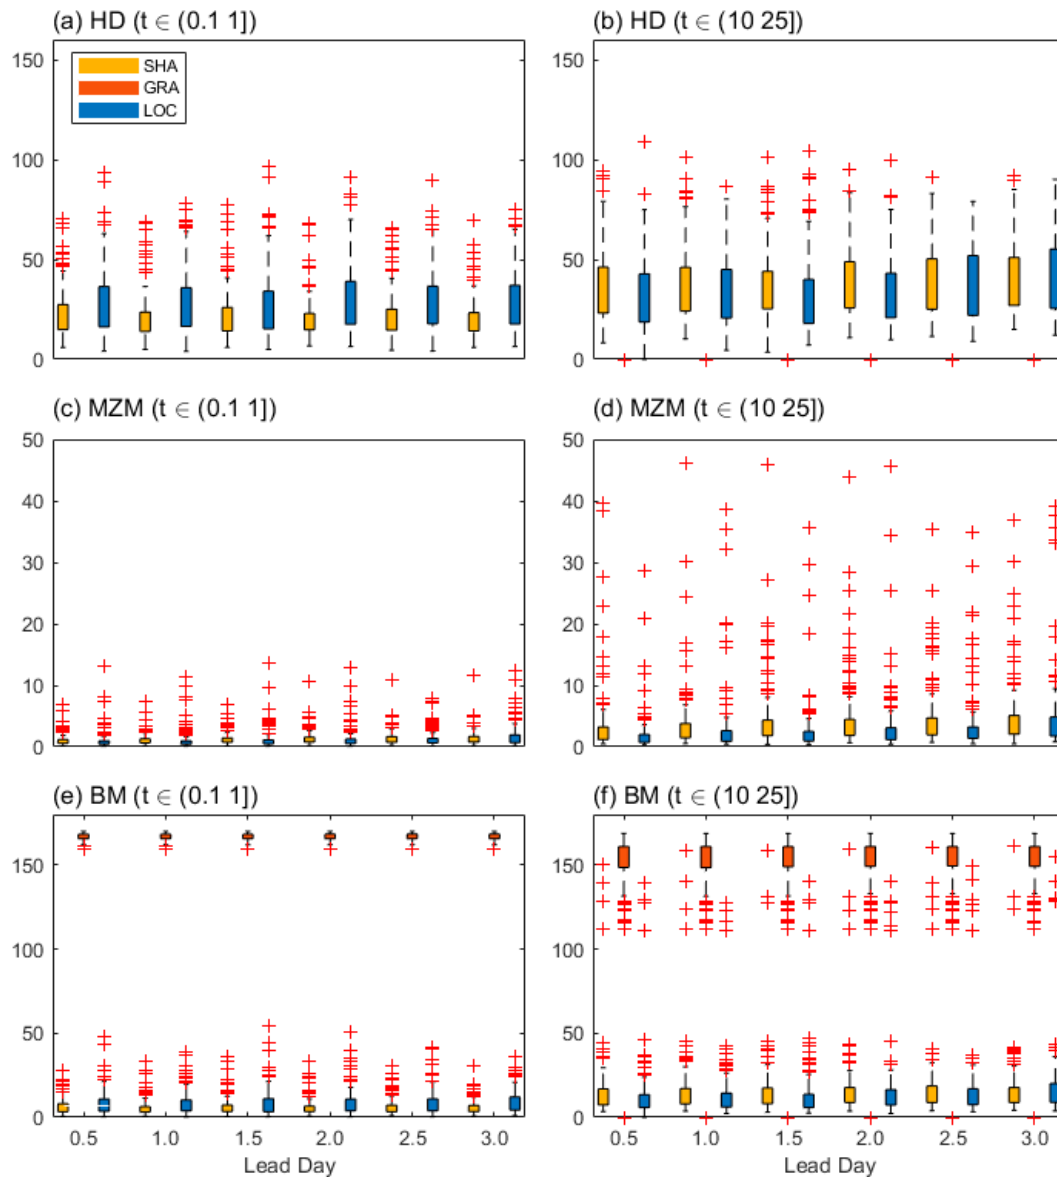 (a) HD (t ∈ (0.1 1])
(b) HD (t ∈ (10 25])
150
100
50
0
SHA
GRA
LOC
150
100
50
0
(c) MZM (t ∈ (0.1 1])
(d) MZM (t ∈ (10 25])
50
40
30
20
10
0
50
40
30
20
10
0
(e) BM (t ∈ (0.1 1])
(f) BM (t ∈ (10 25])
150
100
50
0
150
100
50
0
0.5 1.0 1.5 2.0 2.5 3.0
0.5 1.0 1.5 2.0 2.5 3.0
Lead Day
Lead Day